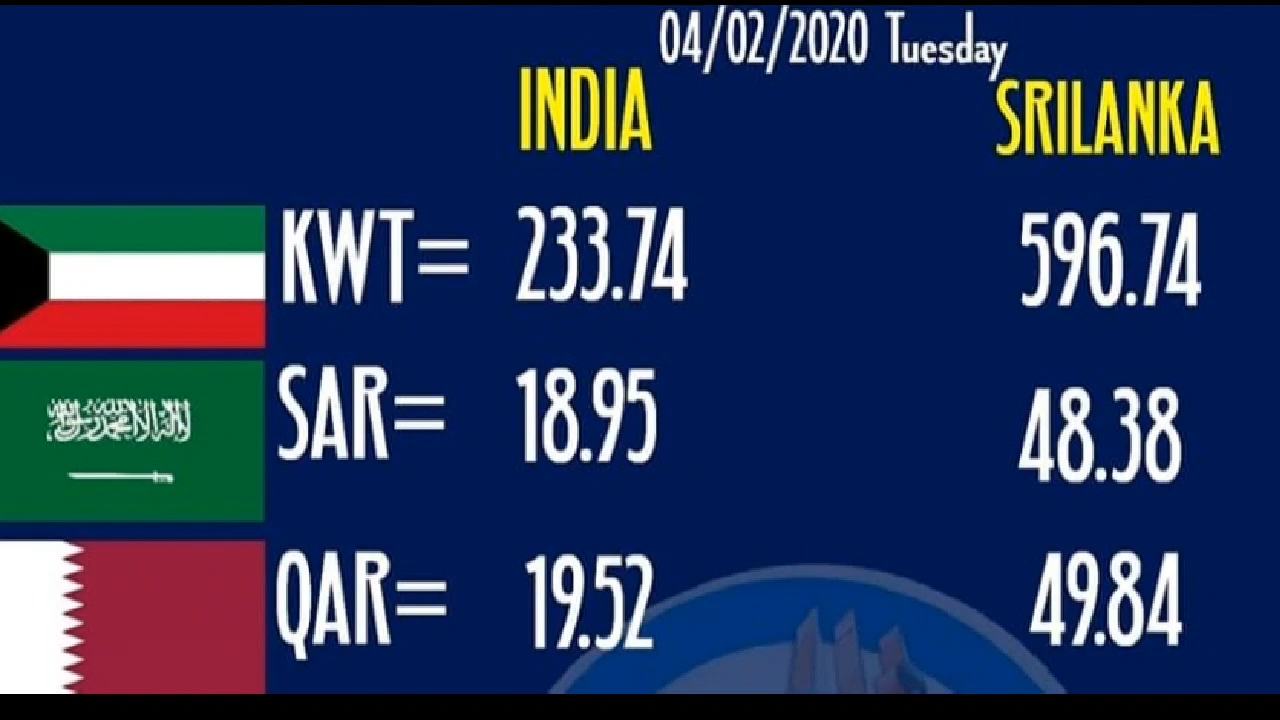 04/02/2020 Tuesday
INDIA SRILANKA
KWT= 233.74 596.74
SAR= 18.95 48.38
QAR= 19.52 49.84